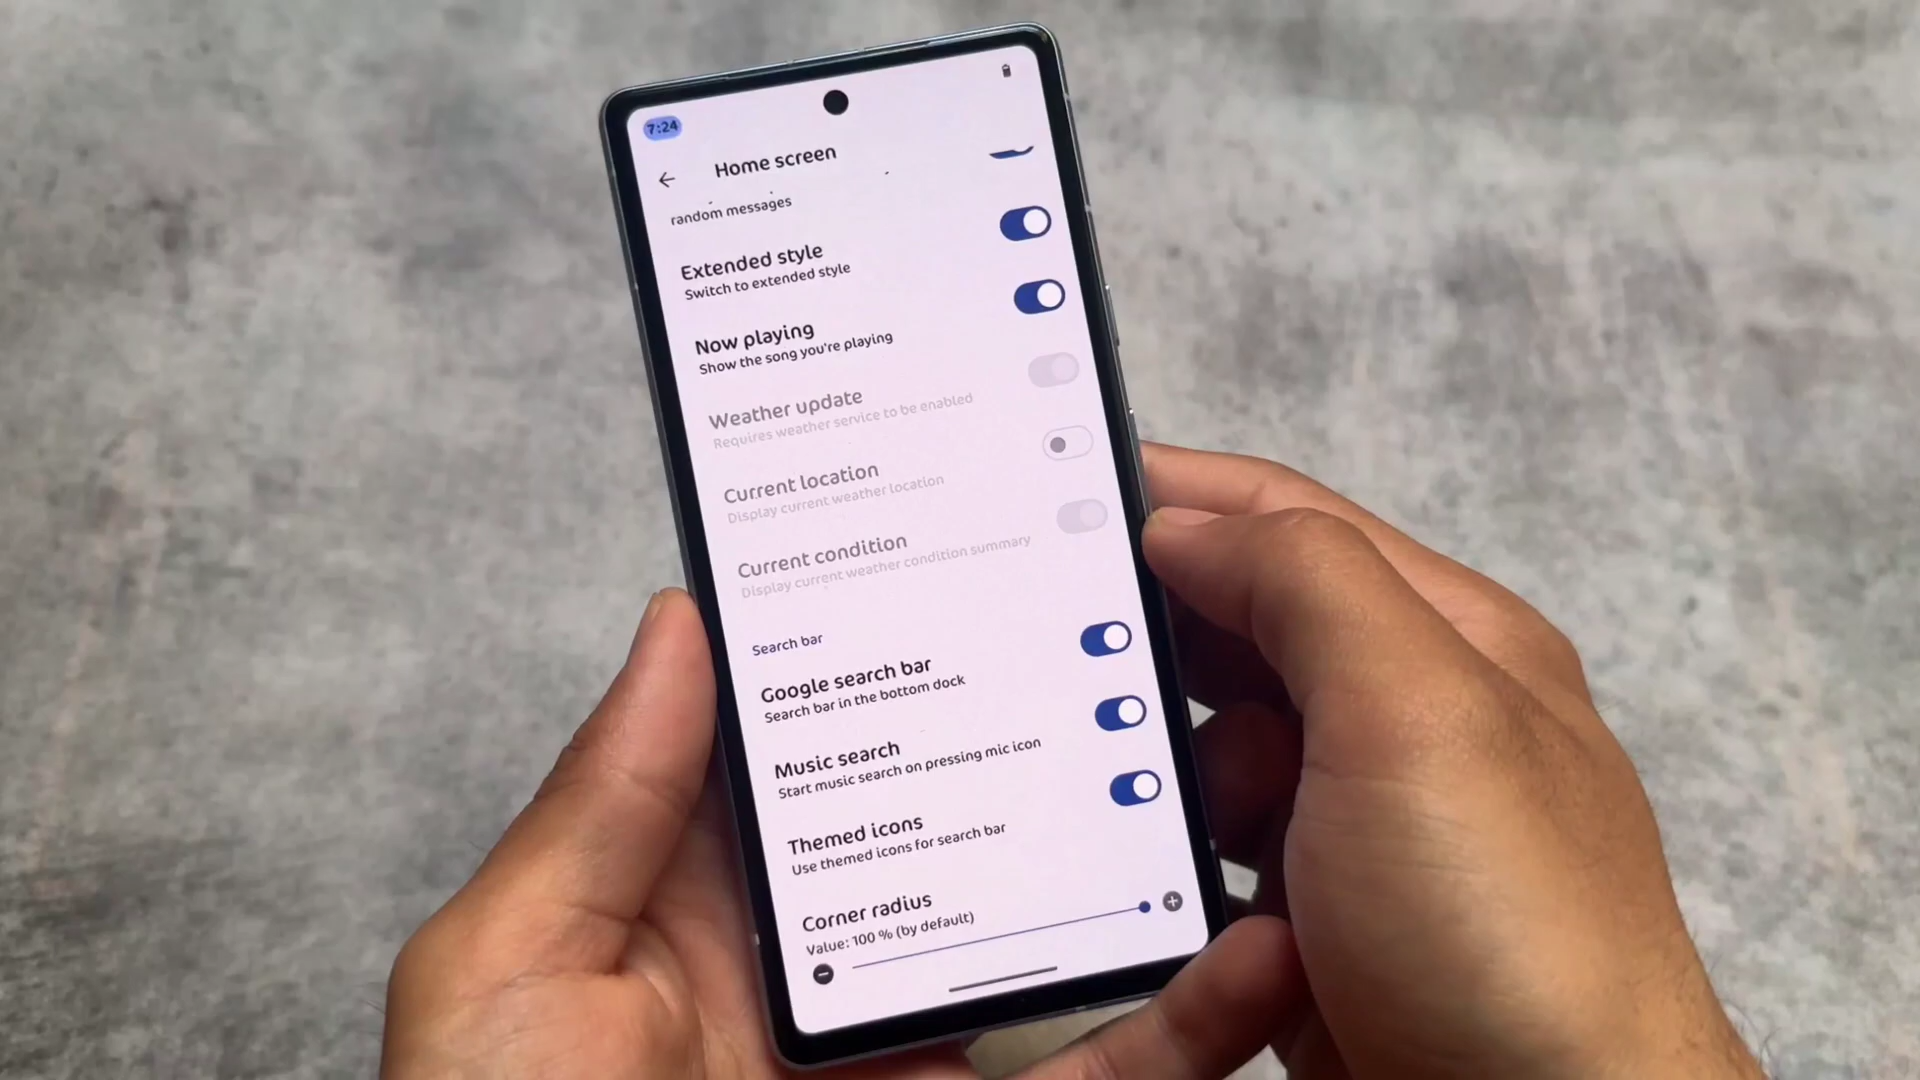 7:24
Home screen
random messages
Extended style
Switch to extended style
Now playing
Show the song you're playing
Weather update
Requires weather service to be enabled
Current location
Display current weather location
Current condition
Display current weather condition summary
Search bar
Google search bar
Search bar in the bottom dock
Music search
Start music search on pressing mic icon
Themed icons
Use themed icons for search bar
Corner radius
Value: 100 % (by default)